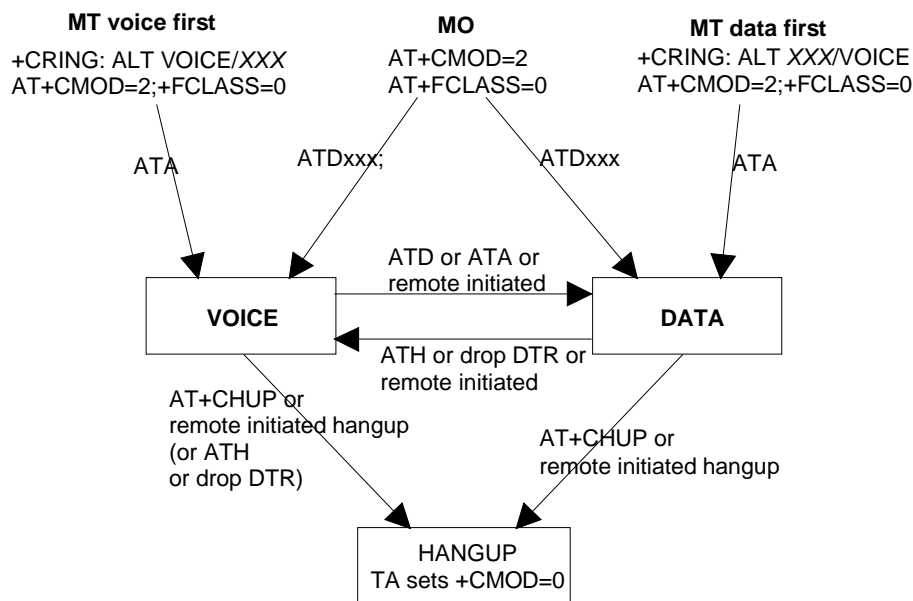 MT voice first
+CRING: ALT VOICE/XXX
AT+CMOD=2;+FCLASS=0
MO
AT+CMOD=2
AT+FCLASS=0
MT data first
+CRING: ALT XXX/VOICE
AT+CMOD=2;+FCLASS=0
ATA
ATDxxx;
ATDxxx
ATA
ATD or ATA or
remote initiated
VOICE
DATA
ATH or drop DTR or
remote initiated
AT+CHUP or
remote initiated hangup
(or ATH
or drop DTR)
AT+CHUP or
remote initiated hangup
HANGUP
TA sets +CMOD=0